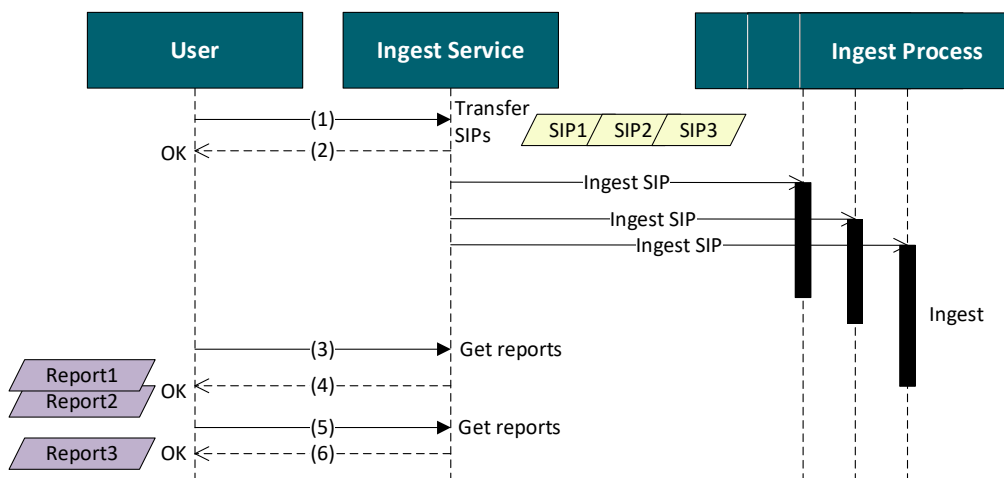 User
Ingest Service
Ingest Process
(1)
Transfer
SIPs
SIP1
SIP2
SIP3
OK
(2)
Ingest SIP
Ingest SIP
Ingest SIP
Ingest
(3)
Get reports
Report1
OK
(4)
Report2
(5)
Get reports
Report3
OK
(6)